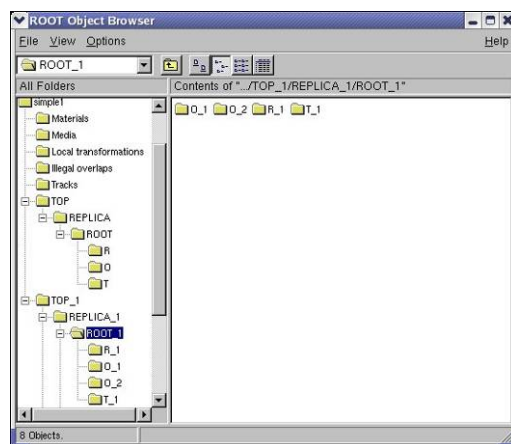 ROOT Object Browser
File View Options Help
ROOT_1
All Folders
Contents of ".../TOP_1/REPLICA_1/ROOT_1"
simple1
Materials
Media
Local transformations
Illegal overlaps
Tracks
TOP
REPLICA
ROOT
R
O
T
TOP_1
REPLICA_1
ROOT_1
R_1
O_1
O_2
T_1
O_1 O_2 R_1 T_1
8 Objects.